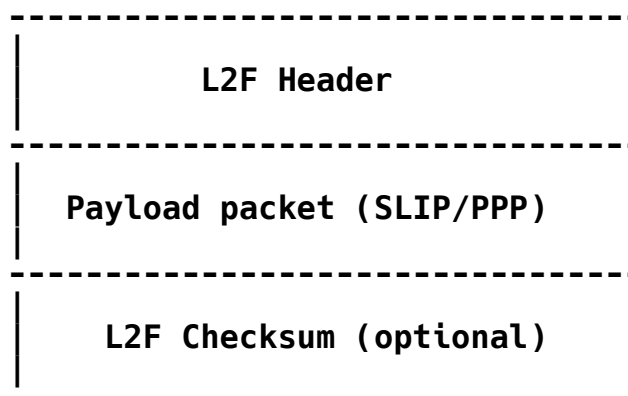 L2F Header
Payload packet (SLIP/PPP)
L2F Checksum (optional)